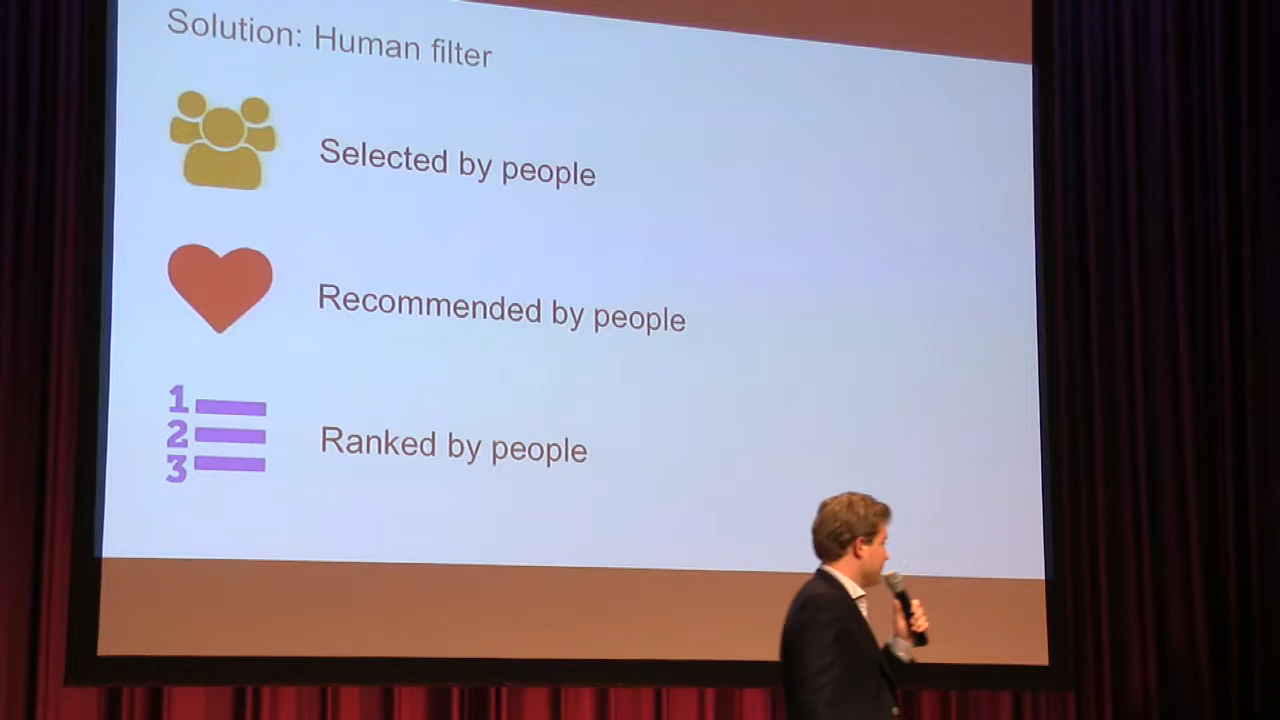 Solution: Human filter
Selected by people
Recommended by people
1
2
3
Ranked by people